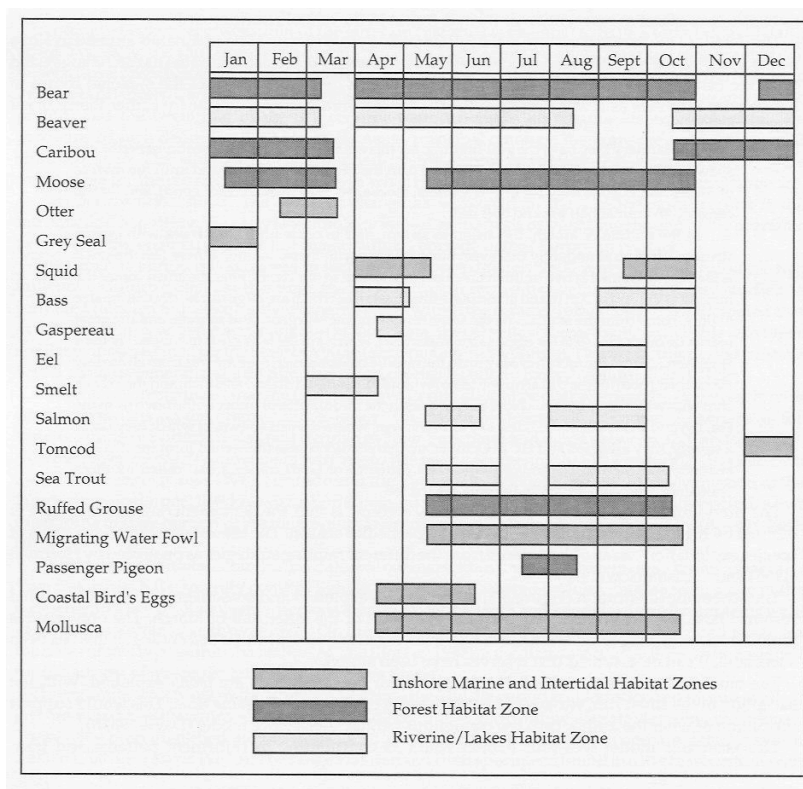 Jan Feb Mar Apr May Jun Jul Aug Sept Oct Nov Dec
Bear
Beaver
Caribou
Moose
Otter
Grey Seal
Squid
Bass
Gaspereau
Eel
Smelt
Salmon
Tomcod
Sea Trout
Ruffed Grouse
Migrating Water Fowl
Passenger Pigeon
Coastal Bird's Eggs
Mollusca
Inshore Marine and Intertidal Habitat Zones
Forest Habitat Zone
Riverine/Lakes Habitat Zone